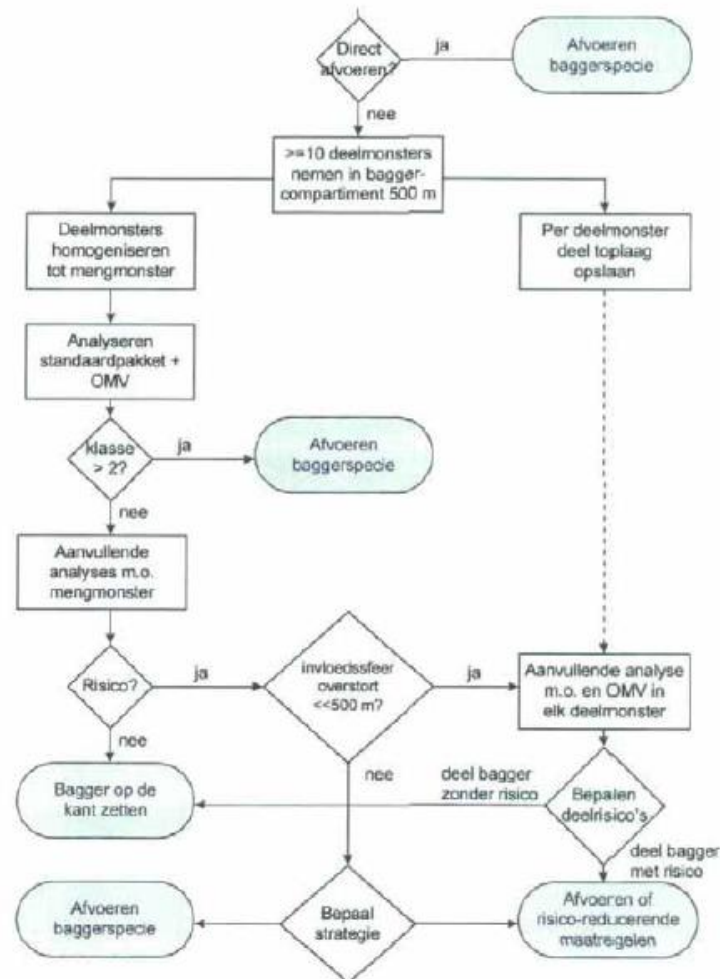 Direct
afvoeren?
ja
Afvoeren
baggerspecie
nee
>=10 deelmonsters
nemen in bagger-
compartiment 500 m
Deelmonsters
homogeniseren
tot mengmonster
Per deelmonster
deel toplaag
opslaan
Analyseren
standaardpakket +
OMV
klasse
> 2?
ja
Afvoeren
baggerspecie
nee
Aanvullende
analyses m.o.
mengmonster
Risico?
ja
invloedssfeer
overstort
<<500 m?
ja
Aanvullende analyse
m.o. en OMV in
elk deelmonster
nee
nee
Bagger op de
kant zetten
deel bagger
zonder risico
Bepalen
deelrisico's
deel bagger
met risico
Afvoeren
baggerspecie
Bepaal
strategie
Afvoeren of
risico-reducerende
maatregelen